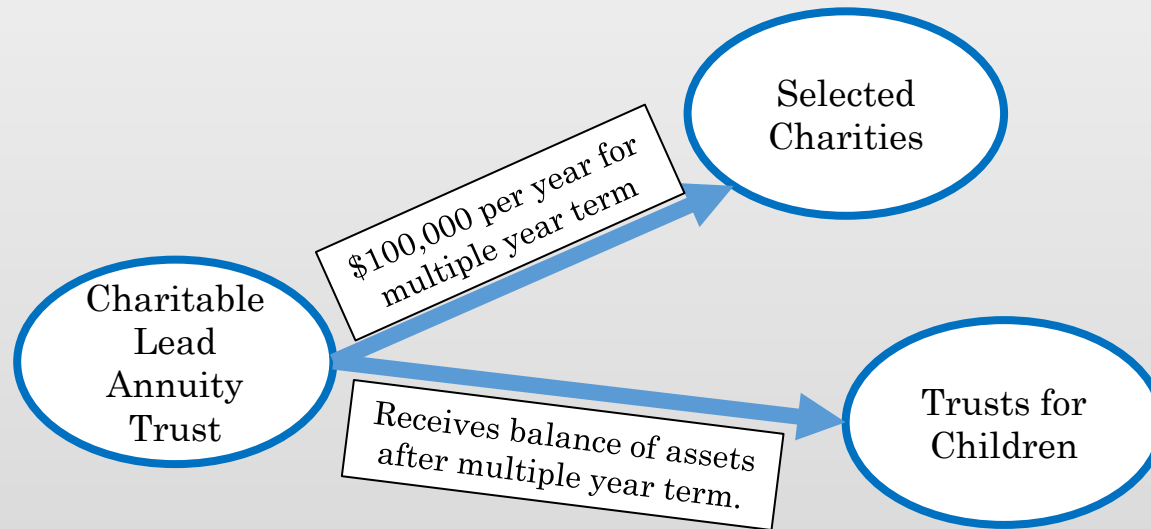 Selected
Charities
$100,000 per year for
multiple year term
Charitable
Lead
Annuity
Trust
Receives balance of assets
after multiple year term.
Trusts for
Children